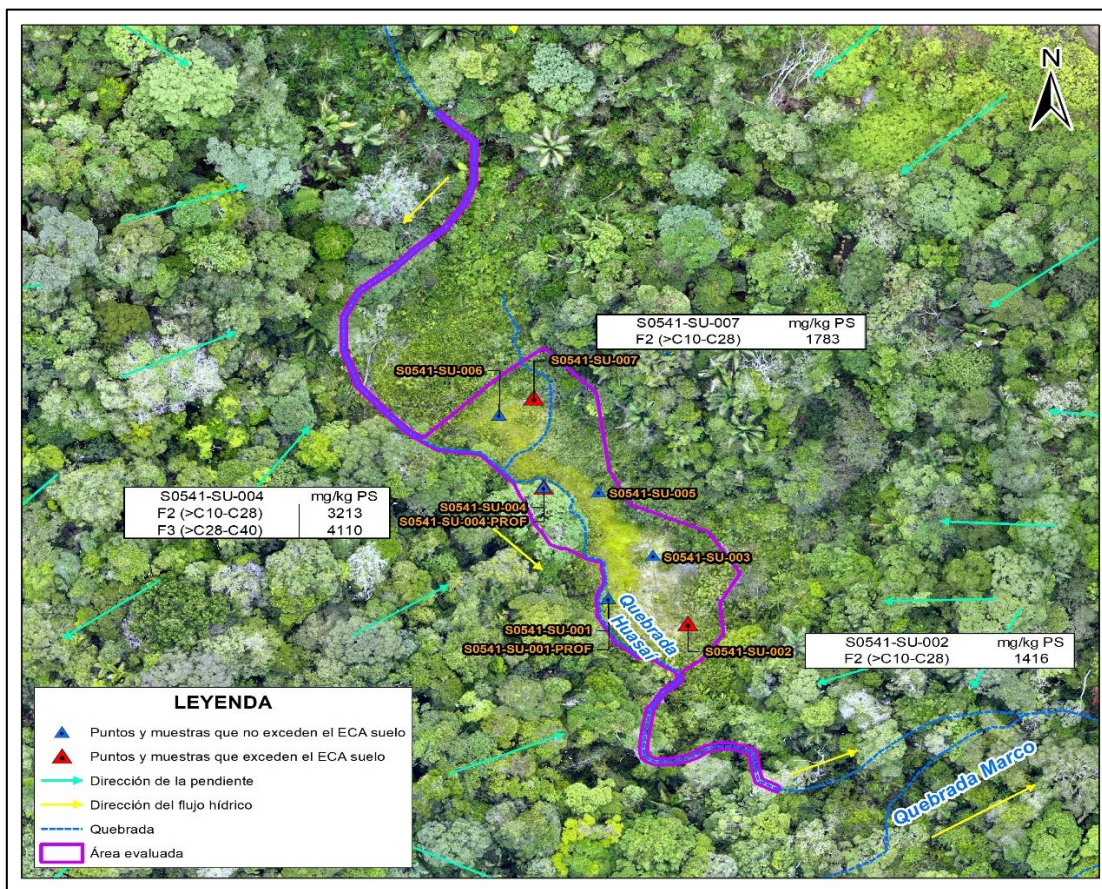 N
S0541-SU-007 mg/kg PS
F2 (>C10-C28) 1783
S0541-SU-007
S0541-SU-006
S0541-SU-004 mg/kg PS
F2 (>C10-C28) 3213
F3 (>C28-C40) 4110
S0541-SU-005
S0541-SU-004
S0541-SU-004-PROF
S0541-SU-003
Quebrada
Huasaí
S0541-SU-001
S0541-SU-001-PROF
S0541-SU-002
S0541-SU-002 mg/kg PS
F2 (>C10-C28) 1416
Quebrada Marco
LEYENDA
Puntos y muestras que no exceden el ECA suelo
Puntos y muestras que exceden el ECA suelo
Dirección de la pendiente
Dirección del flujo hídrico
Quebrada
Área evaluada